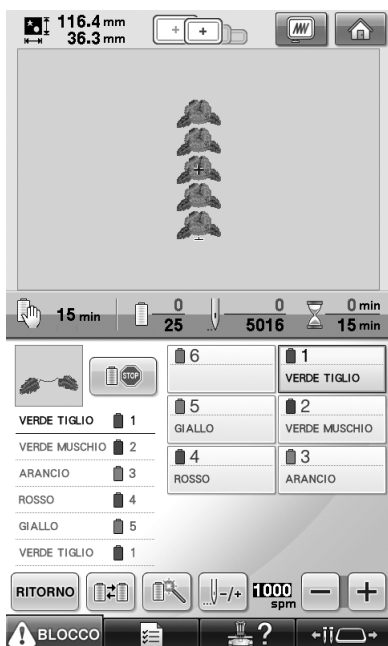 116.4 mm
36.3 mm
15 min
0
25
0
5016
0 min
15 min
STOP
VERDE TIGLIO 1
VERDE MUSCHIO 2
ARANCIO 3
ROSSO 4
GIALLO 5
VERDE TIGLIO 1
6
1
VERDE TIGLIO
5
GIALLO
2
VERDE MUSCHIO
4
ROSSO
3
ARANCIO
RITORNO
-/+
1000
spm
BLOCCO
?